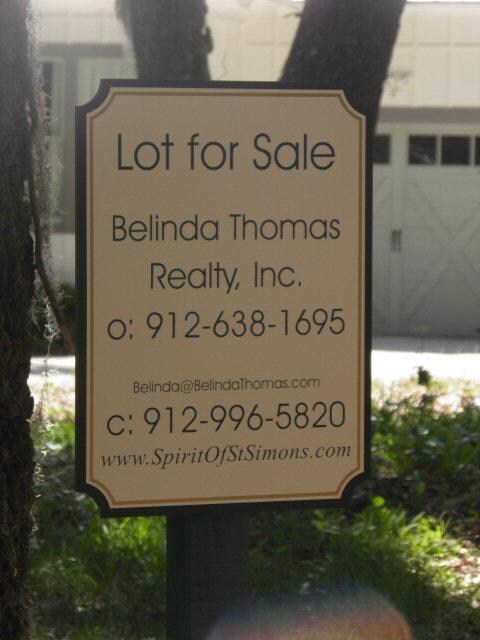 Lot for Sale
Belinda Thomas
Realty, Inc.
o: 912-638-1695
Belinda@BelindaThomas.com
c: 912-996-5820
www.SpiritOfStSimons.com